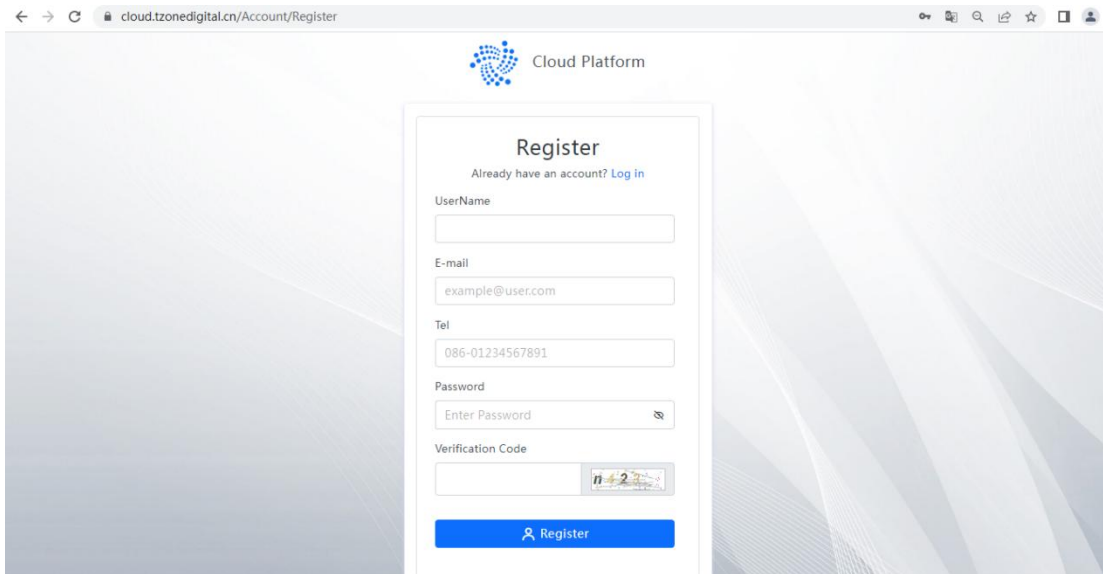 cloud.tzonedigital.cn/Account/Register
Cloud Platform
Register
Already have an account? Log in
UserName
E-mail
example@user.com
Tel
086-01234567891
Password
Enter Password
Verification Code
Register